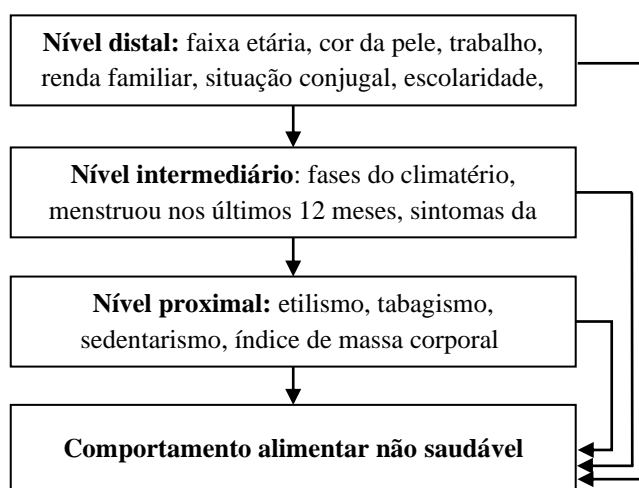 Nível distal: faixa etária, cor da pele, trabalho,
renda familiar, situação conjugal, escolaridade,
Nível intermediário: fases do climatério,
menstruou nos últimos 12 meses, sintomas da
Nível proximal: etilismo, tabagismo,
sedentarismo, índice de massa corporal
Comportamento alimentar não saudável